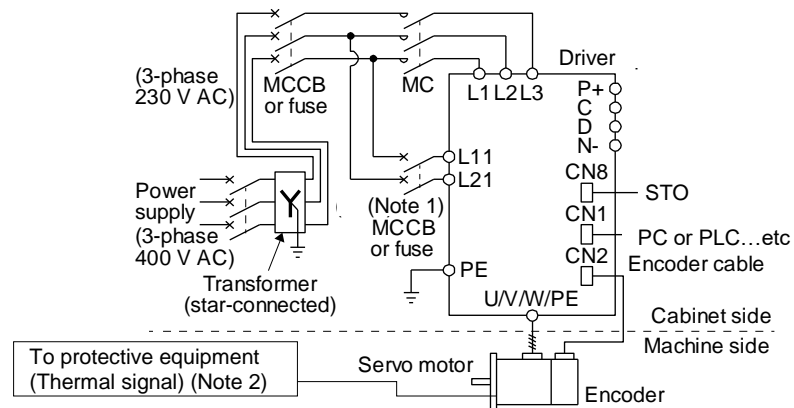 Driver
(3-phase
230 V AC)
MCCB
or fuse
MC
L1 L2 L3
P+
C
D
N-
L11
L21
CN8
STO
Power
supply
(3-phase
400 V AC)
(Note 1)
MCCB
or fuse
CN1
PC or PLC...etc
CN2
Encoder cable
Transformer
(star-connected)
PE
U/V/W/PE
Cabinet side
Machine side
To protective equipment
(Thermal signal) (Note 2)
Servo motor
Encoder